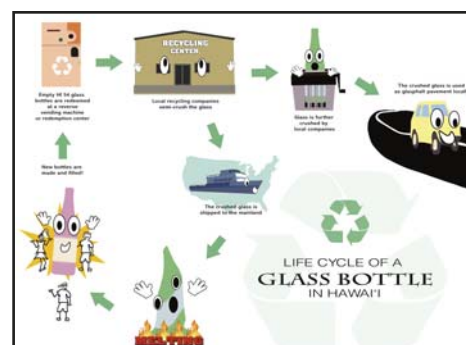 RECYCLING
CENTER
Empty HI 5¢ glass
bottles are redeemed
at a reverse
vending machine
or redemption center
Local recycling companies
semi-crush the glass
Glass is further
crushed by
local companies
The crushed glass is used
as glasphalt pavement locally
The crushed glass is
shipped to the mainland
New bottles are
made and filled!
MELTING
LIFE CYCLE OF A
GLASS BOTTLE
IN HAWAI'I